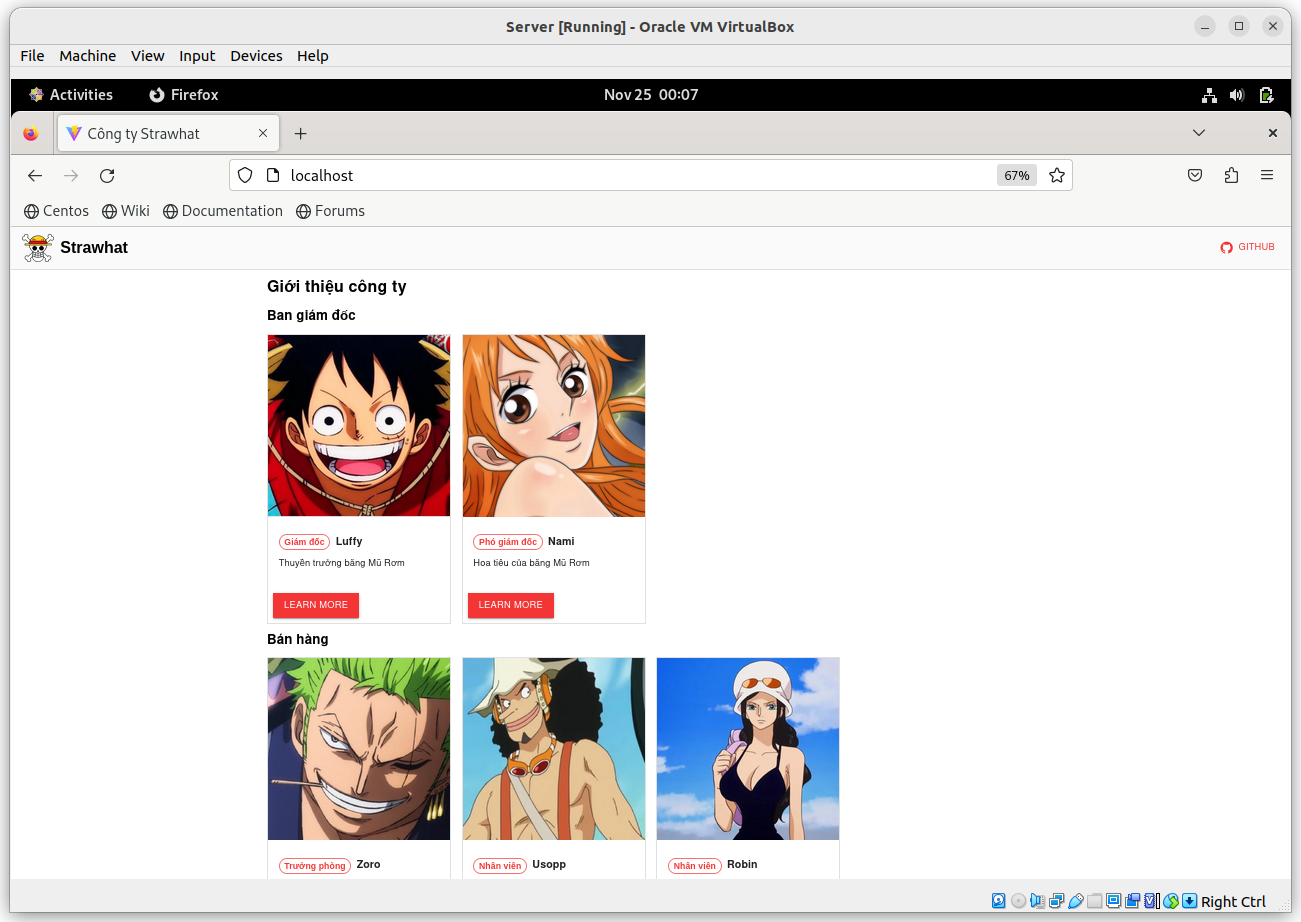 Server [Running] - Oracle VM VirtualBox
File Machine View Input Devices Help
Activities Firefox Nov 25 00:07
Công ty Strawhat
localhost 67%
Centos Wiki Documentation Forums
Strawhat GITHUB
Giới thiệu công ty
Ban giám đốc
Giám đốc Luffy
Thuyền trưởng băng Mũ Rơm
LEARN MORE
Phó giám đốc Nami
Hoa tiêu của băng Mũ Rơm
LEARN MORE
Bán hàng
Trưởng phòng Zoro
Nhân viên Usopp
Nhân viên Robin
Right Ctrl